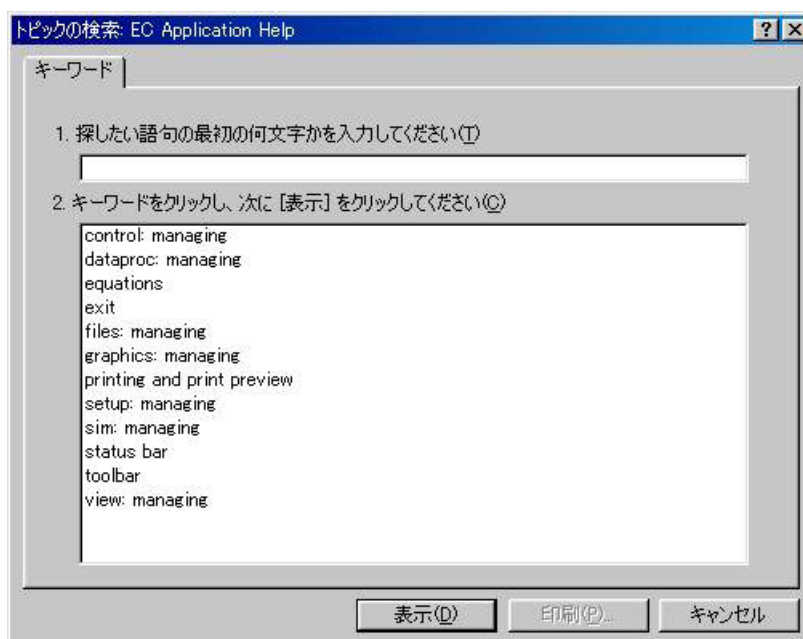 トピックの検索: EC Application Help
キーワード
1. 探したい語句の最初の何文字かを入力してください(T)
2. キーワードをクリックし、次に [表示] をクリックしてください(C)
control: managing
dataproc: managing
equations
exit
files: managing
graphics: managing
printing and print preview
setup: managing
sim: managing
status bar
toolbar
view: managing
表示(D) 印刷(P)... キャンセル